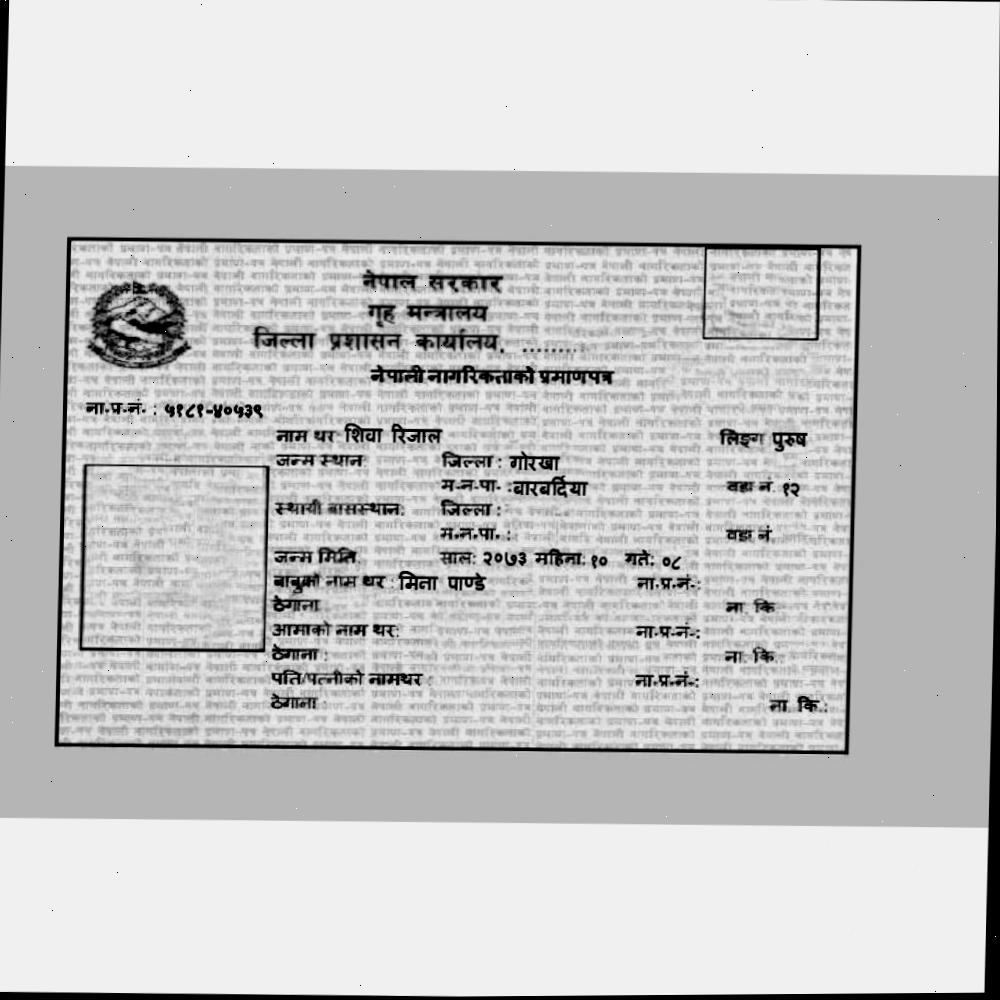 नेपाल सरकार
गृह मन्त्रालय
जिल्ला प्रशासन कार्यालय, .........
नेपाली नागरिकताको प्रमाणपत्र
ना.प्र.नं. : ५१८१-४०५३९
नाम थर: शिवा रिजाल लिङ्ग पुरुष
जन्म स्थान: जिल्ला : गोरखा
म.न.पा. :बारबर्दिया वडा नं. १२
स्थायी बासस्थान: जिल्ला :
म.न.पा. : वडा नं.
जन्म मिति: साल: २०७३ महिना: १० गते: ०८
बाबुको नाम थर : मिना पाण्डे ना.प्र.नं.:
ठेगाना : ना. कि.
आमाको नाम थर: ना.प्र.नं.:
ठेगाना : ना. कि.:
पति/पत्नीको नामथर : ना.प्र.नं.:
ठेगाना : ना. कि.: